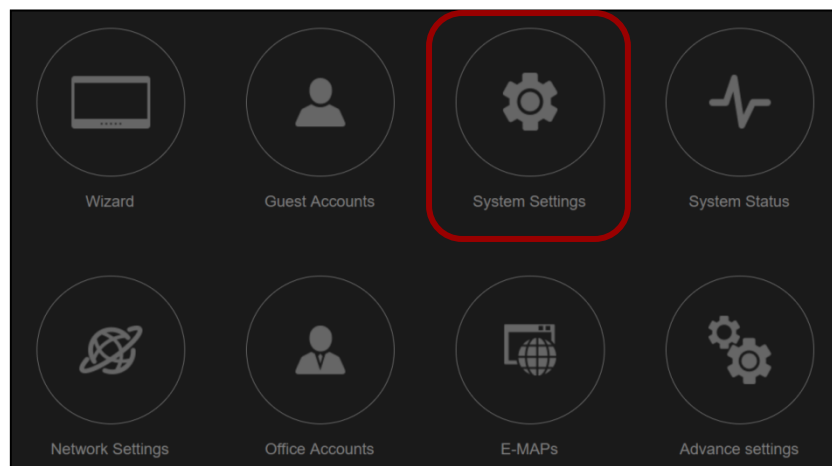 Wizard
Guest Accounts
System Settings
System Status
Network Settings
Office Accounts
E-MAPs
Advance settings